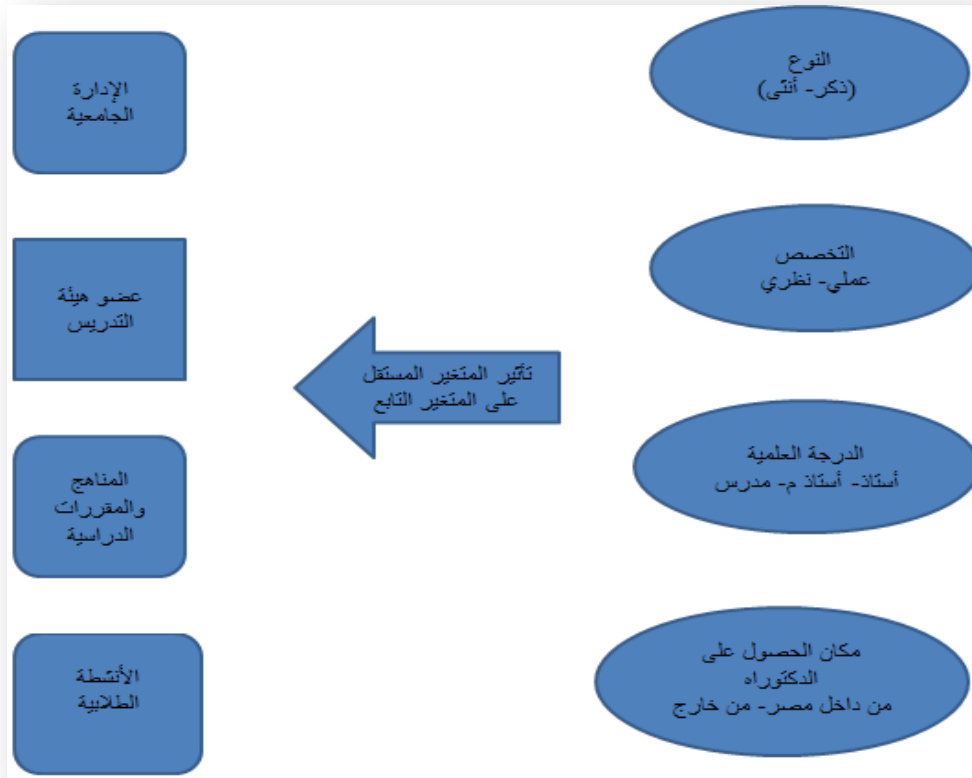 النوع
(ذكر- أنثى)
التخصص
عملي- نظري
الدرجة العلمية
أستاذ- أستاذ م- مدرس
مكان الحصول على
الدكتوراه
من داخل مصر- من خارج
تأثير المتغير المستقل
على المتغير التابع
الإدارة
الجامعية
عضو هيئة
التدريس
المناهج
والمقررات
الدراسية
الأنشطة
الطلابية